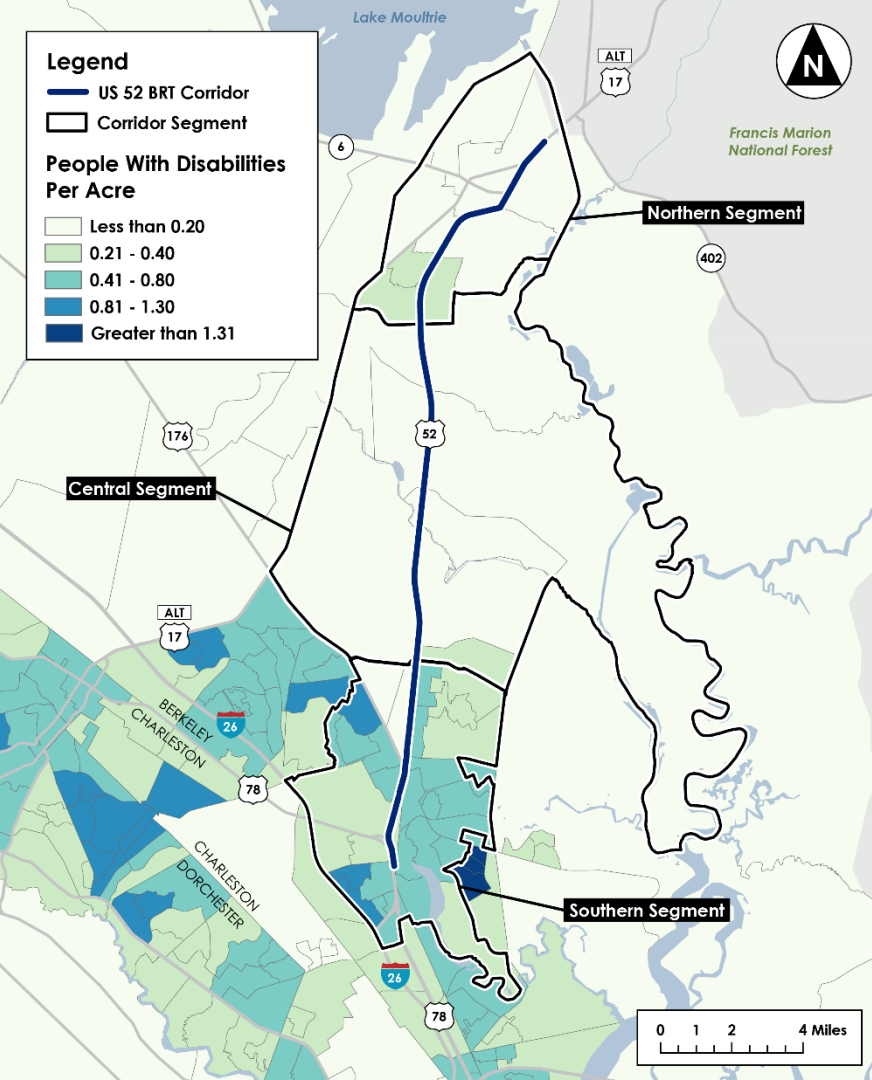 Lake Moultrie
Legend
US 52 BRT Corridor
Corridor Segment
People With Disabilities
Per Acre
Less than 0.20
0.21 - 0.40
0.41 - 0.80
0.81 - 1.30
Greater than 1.31
ALT
17
N
6
Francis Marion
National Forest
Northern Segment
402
176
52
Central Segment
ALT
17
BERKELEY
CHARLESTON
26
78
CHARLESTON
DORCHESTER
Southern Segment
26
78
0 1 2 4 Miles